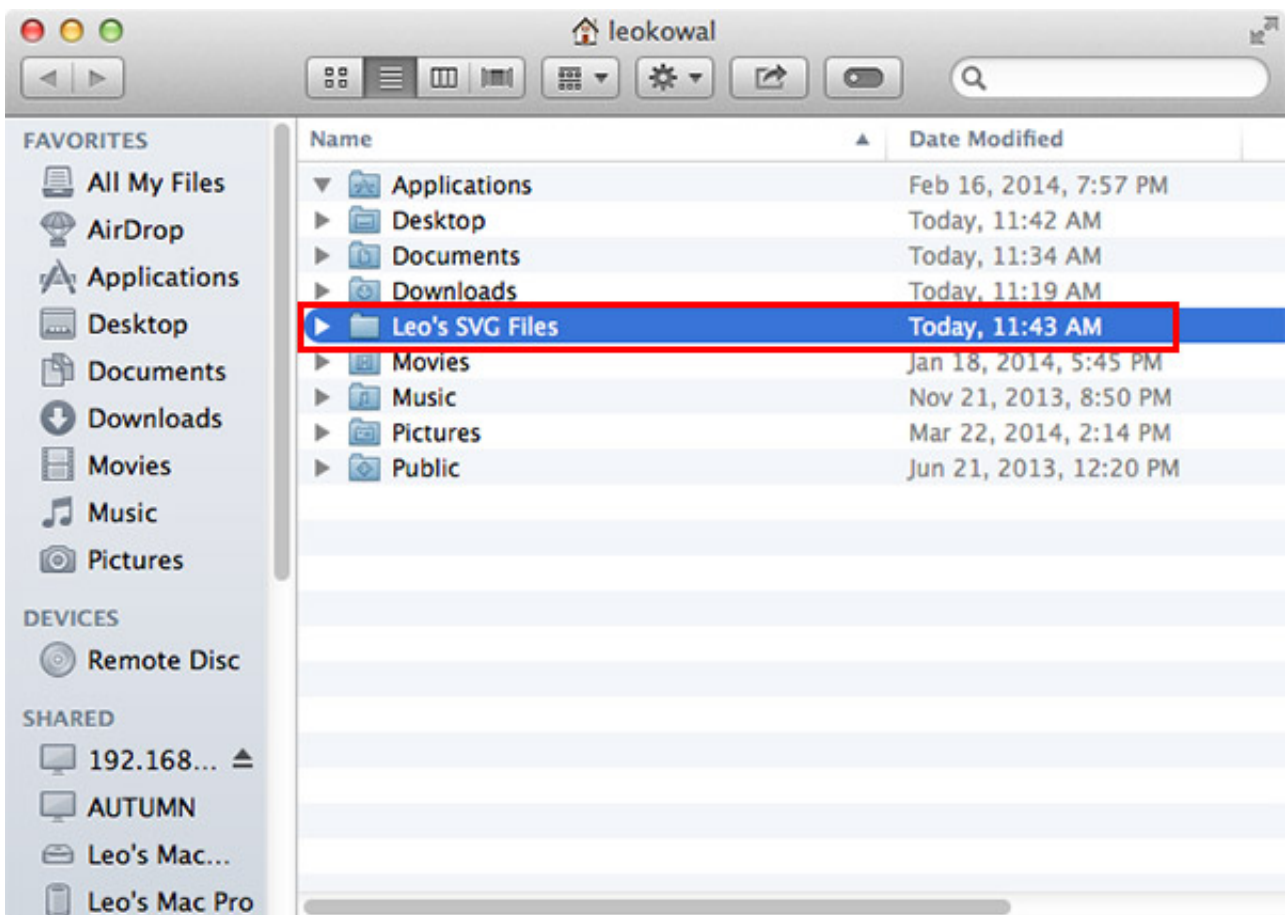 leokowal
FAVORITES
All My Files
AirDrop
Applications
Desktop
Documents
Downloads
Movies
Music
Pictures
DEVICES
Remote Disc
SHARED
192.168...
AUTUMN
Leo's Mac...
Leo's Mac Pro
Name Date Modified
Applications Feb 16, 2014, 7:57 PM
Desktop Today, 11:42 AM
Documents Today, 11:34 AM
Downloads Today, 11:19 AM
Leo's SVG Files Today, 11:43 AM
Movies Jan 18, 2014, 5:45 PM
Music Nov 21, 2013, 8:50 PM
Pictures Mar 22, 2014, 2:14 PM
Public Jun 21, 2013, 12:20 PM